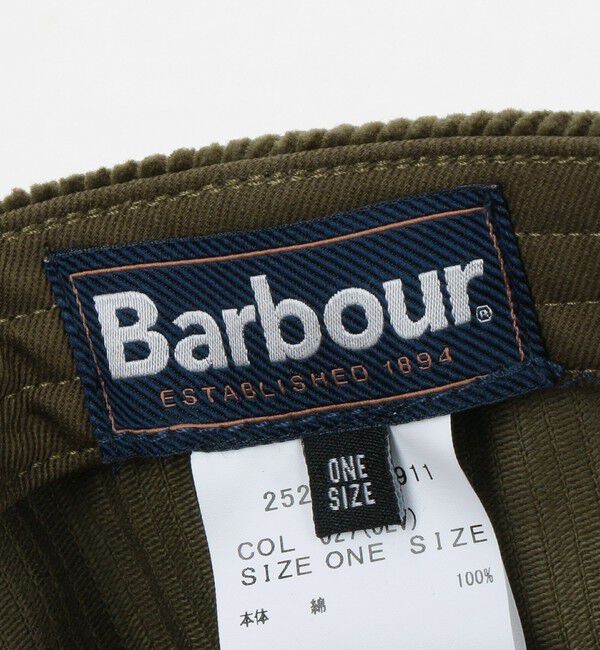 Barbour®
ESTABLISHED 1894
ONE
SIZE
252 911
COL
SIZE ONE SIZE
100%
本体 綿